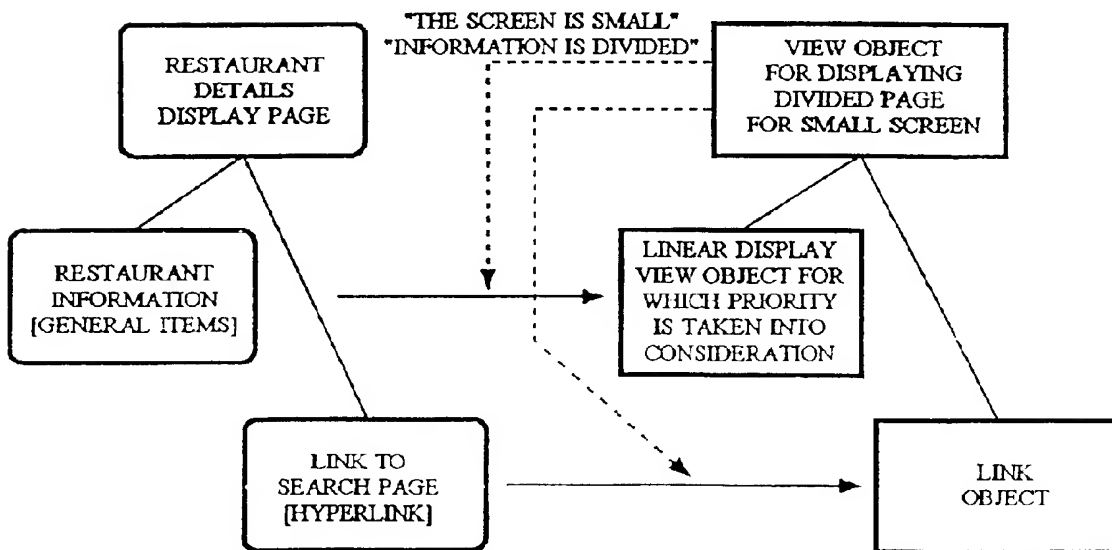 "THE SCREEN IS SMALL"
"INFORMATION IS DIVIDED"
RESTAURANT
DETAILS
DISPLAY PAGE
VIEW OBJECT
FOR DISPLAYING
DIVIDED PAGE
FOR SMALL SCREEN
RESTAURANT
INFORMATION
[GENERAL ITEMS]
LINEAR DISPLAY
VIEW OBJECT FOR
WHICH PRIORITY
IS TAKEN INTO
CONSIDERATION
LINK TO
SEARCH PAGE
[HYPERLINK]
LINK
OBJECT